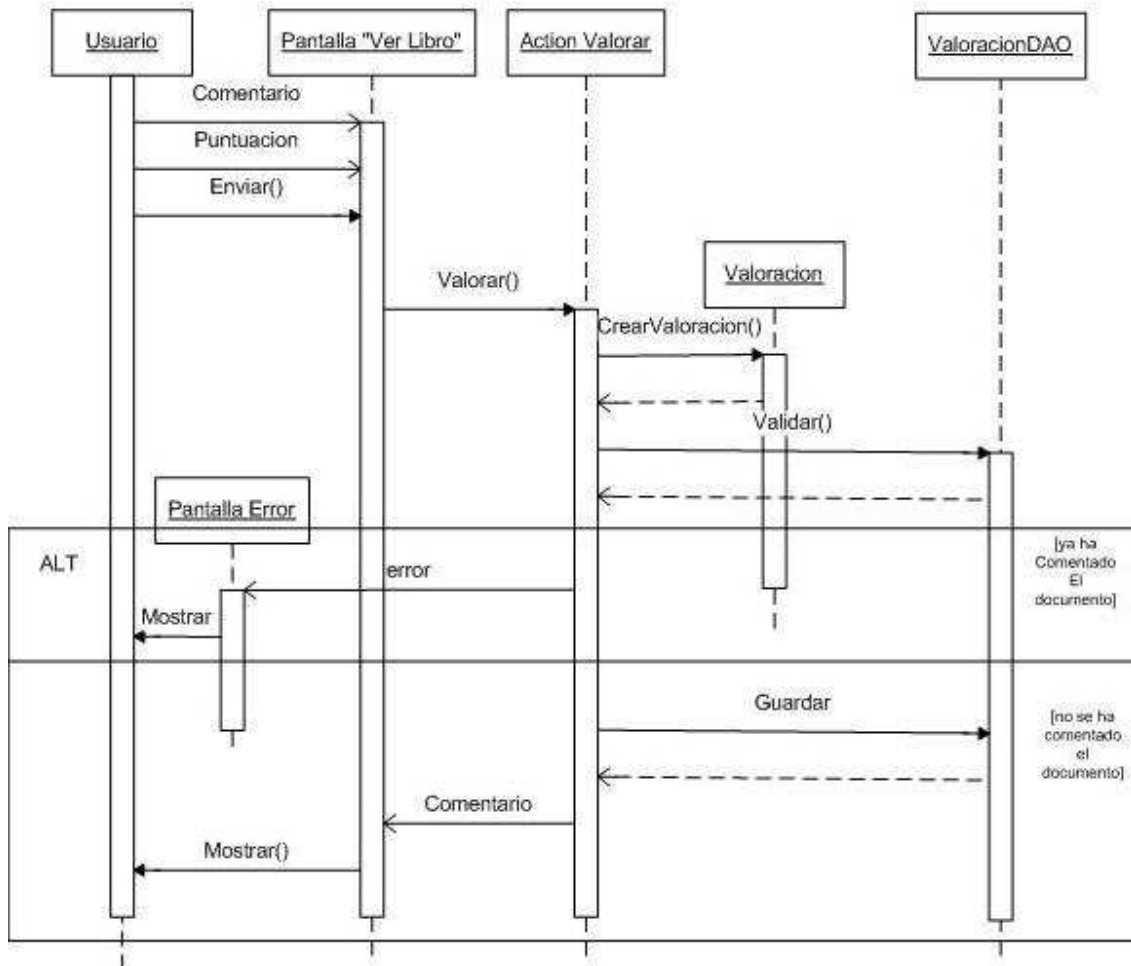 Usuario
Pantalla "Ver Libro"
Action Valorar
ValoracionDAO
Comentario
Puntuacion
Enviar()
Valorar()
Valoracion
CrearValoracion()
Validar()
Pantalla Error
ALT
[ya ha
Comentado
El
documento]
error
Mostrar
Guardar
[no se ha
comentado
el
documento]
Comentario
Mostrar()